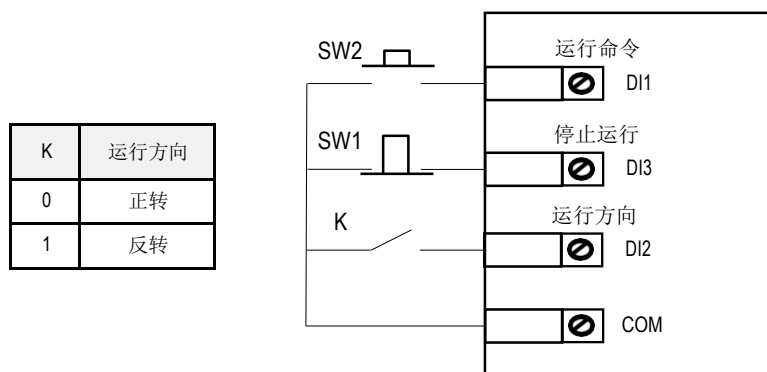 K 运行方向
0 正转
1 反转
SW2
运行命令
DI1
SW1
停止运行
DI3
K
运行方向
DI2
COM